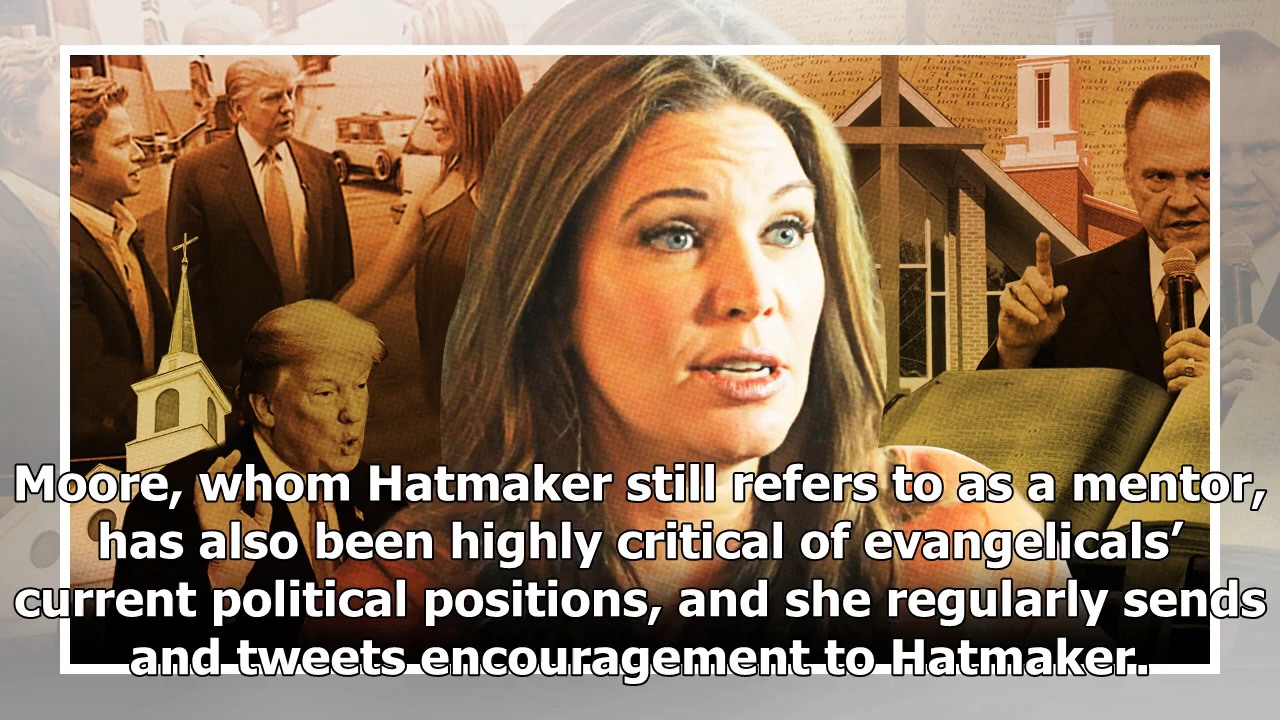 Moore, whom Hatmaker still refers to as a mentor,
has also been highly critical of evangelicals’
current political positions, and she regularly sends
and tweets encouragement to Hatmaker.